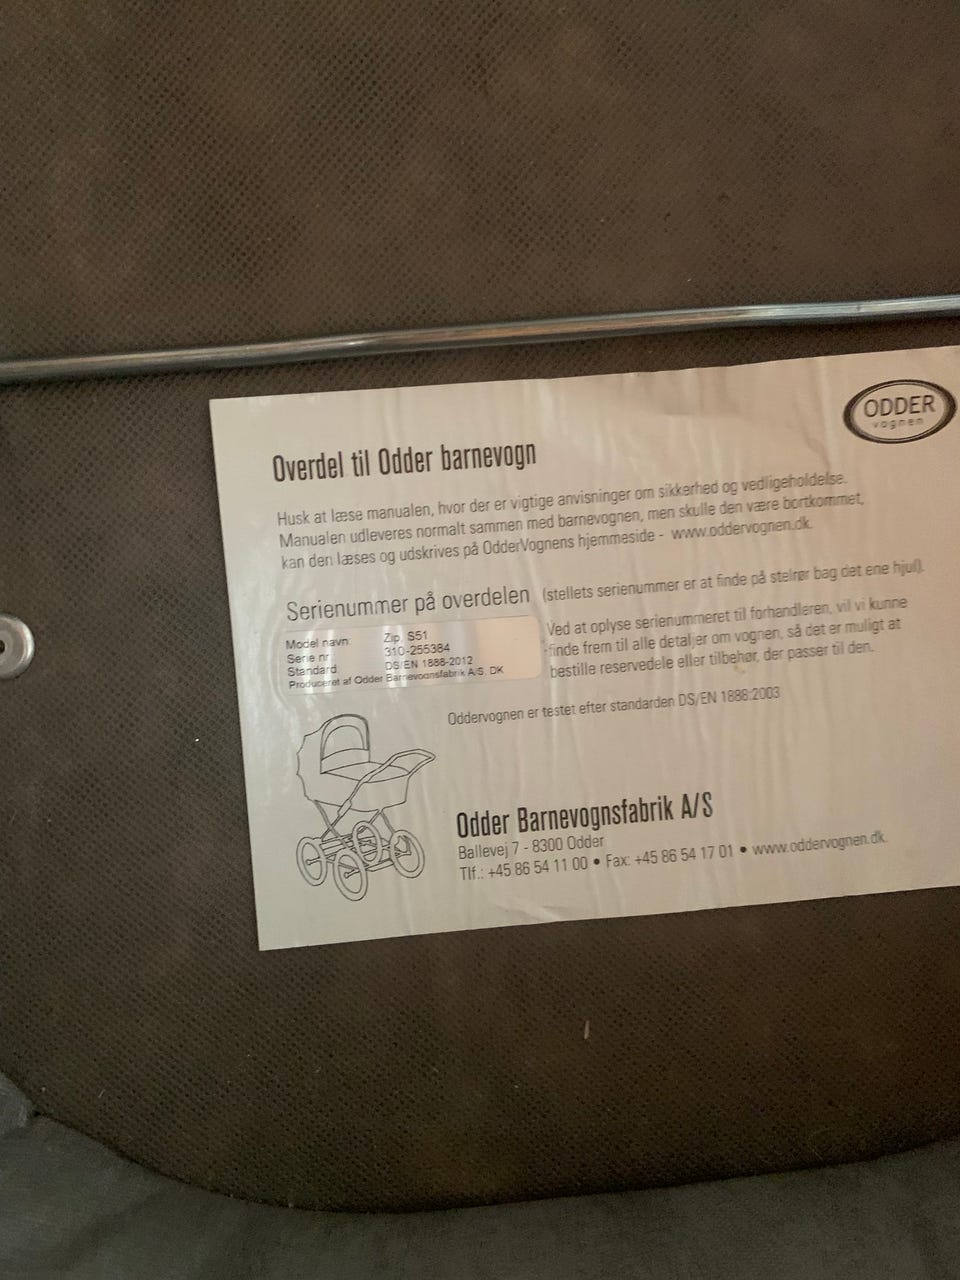 ODDER
vognen
Overdel til Odder barnevogn
Husk at læse manualen, hvor der er vigtige anvisninger om sikkerhed og vedligeholdelse.
Manualen udleveres normalt sammen med barnevognen, men skulle den være bortkommet,
kan den læses og udskrives på OdderVognens hjemmeside - www.oddervognen.dk.
Serienummer på overdelen (stellets serienummer er at finde på stelrør bag det ene hjul).
Model navn: Zip, S51
Serie nr 310-255384
Standard DS/EN 1888-2012
Produceret af Odder Barnevognsfabrik A/S, DK
Ved at oplyse serienummeret til forhandleren, vil vi kunne
finde frem til alle detaljer om vognen, så det er muligt at
bestille reservedele eller tilbehør, der passer til den.
Oddervognen er testet efter standarden DS/EN 1888:2003
Odder Barnevognsfabrik A/S
Ballevej 7 - 8300 Odder
Tlf.: +45 86 54 11 00 • Fax: +45 86 54 17 01 • www.oddervognen.dk.